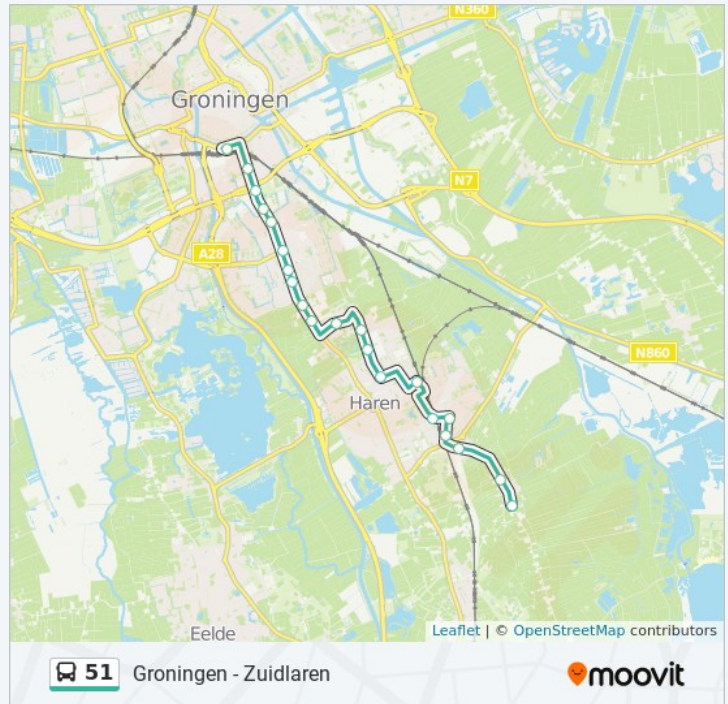 N360
Groningen
N7
A28
N860
Haren
Leaflet | © OpenStreetMap contributors
Eelde
51 Groningen - Zuidlaren
moovit